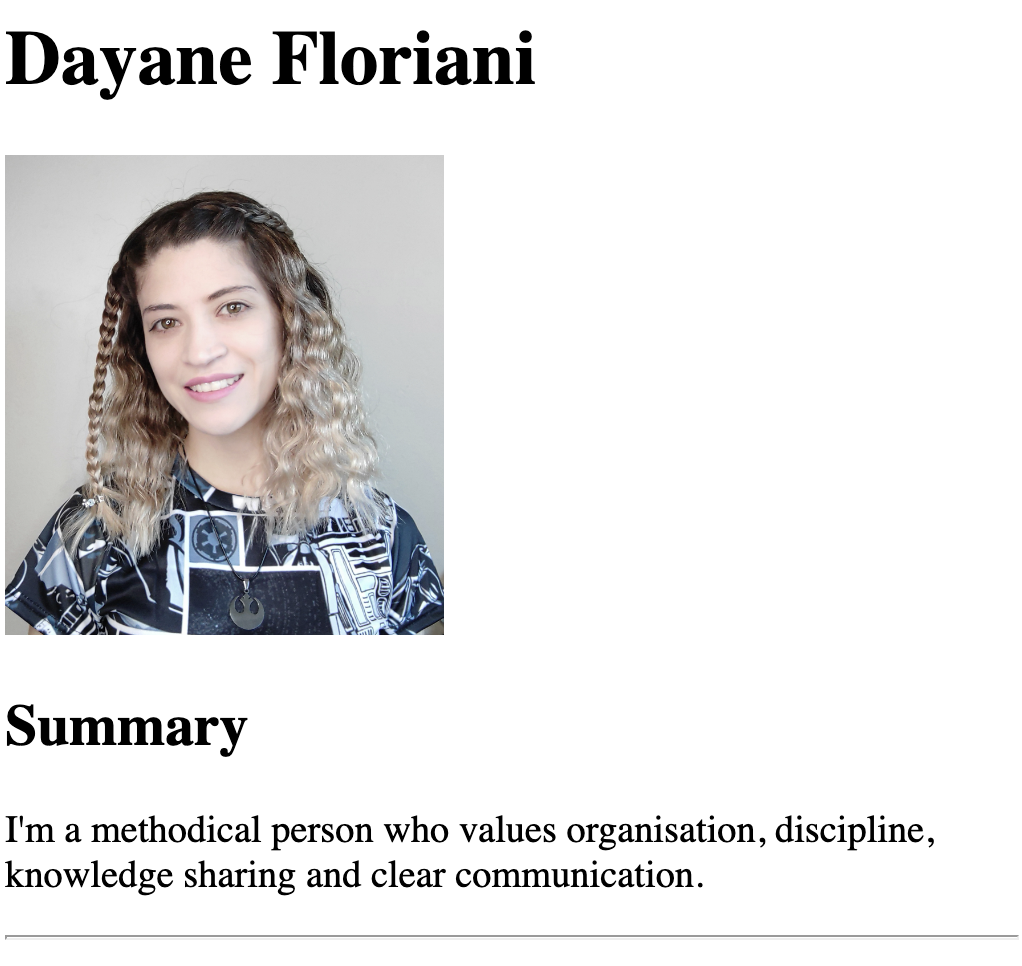 Dayane Floriani
Summary
I'm a methodical person who values organisation, discipline,
knowledge sharing and clear communication.